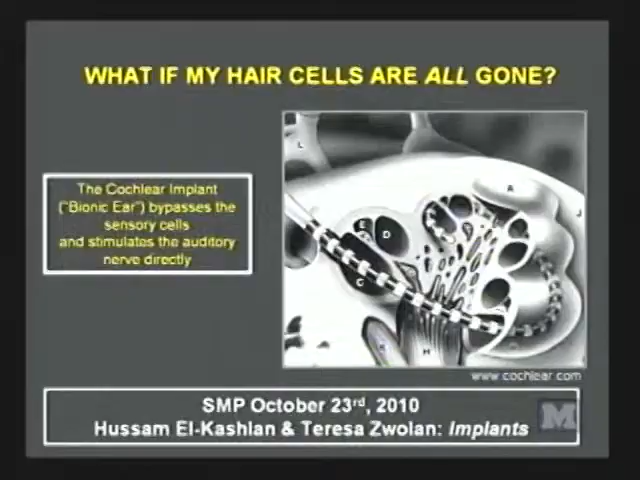 WHAT IF MY HAIR CELLS ARE ALL GONE?
The Cochlear Implant
("Bionic Ear") bypasses the
sensory cells
and stimulates the auditory
nerve directly
L
A
J
E
D
G
K
H
www.cochlear.com
SMP October 23rd, 2010
Hussam El-Kashlan & Teresa Zwolan: Implants
M